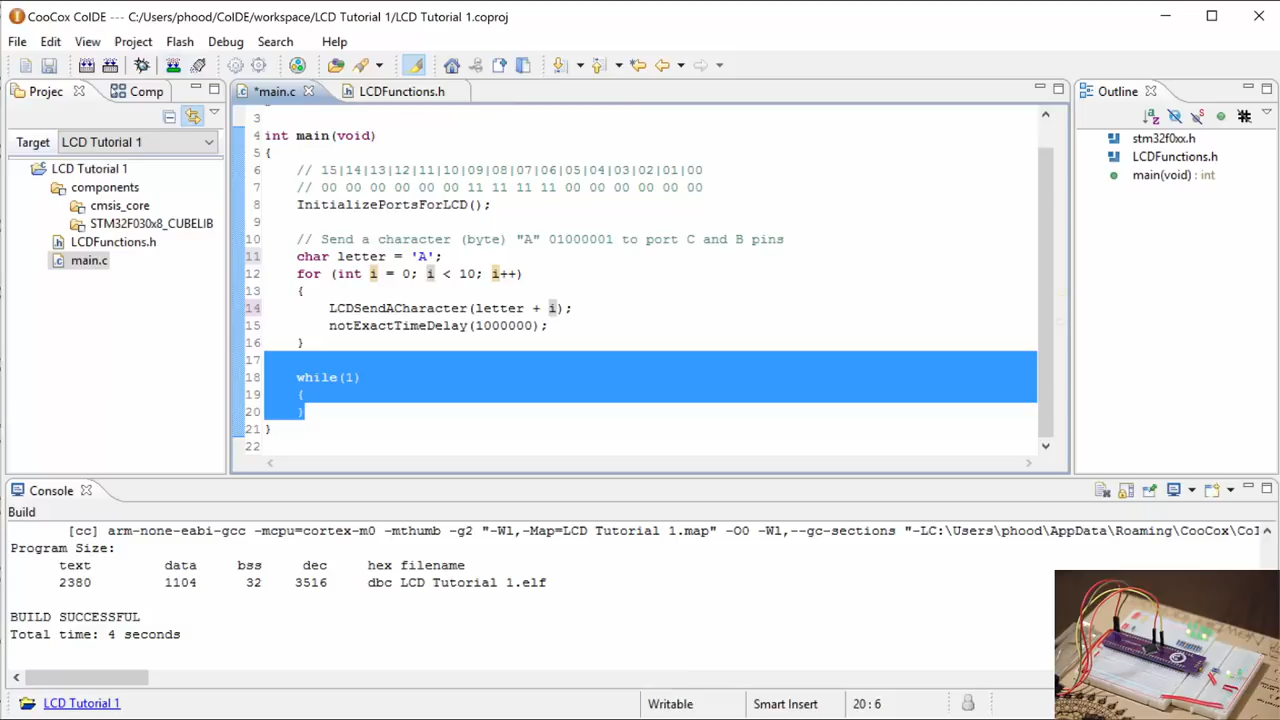 CooCox CoIDE --- C:/Users/phood/CoIDE/workspace/LCD Tutorial 1/LCD Tutorial 1.coproj
File Edit View Project Flash Debug Search Help
Projec
Comp
*main.c
LCDFunctions.h
Outline
Target LCD Tutorial 1
LCD Tutorial 1
components
cmsis_core
STM32F030x8_CUBELIB
LCDFunctions.h
main.c
3
4 int main(void)
5 {
6 // 15|14|13|12|11|10|09|08|07|06|05|04|03|02|01|00
7 // 00 00 00 00 00 00 11 11 11 11 00 00 00 00 00 00
8 InitializePortsForLCD();
9
10 // Send a character (byte) "A" 01000001 to port C and B pins
11 char letter = 'A';
12 for (int i = 0; i < 10; i++)
13 {
14 LCDSendACharacter(letter + i);
15 notExactTimeDelay(1000000);
16 }
17
18 while(1)
19 {
20 }
21 }
22
stm32f0xx.h
LCDFunctions.h
main(void) : int
Console
Build
[cc] arm-none-eabi-gcc -mcpu=cortex-m0 -mthumb -g2 "-Wl,-Map=LCD Tutorial 1.map" -O0 -Wl,--gc-sections "-LC:\Users\phood\AppData\Roaming\CooCox\CoI
Program Size:
text data bss dec hex filename
2380 1104 32 3516 dbc LCD Tutorial 1.elf
BUILD SUCCESSFUL
Total time: 4 seconds
LCD Tutorial 1
Writable
Smart Insert
20 : 6